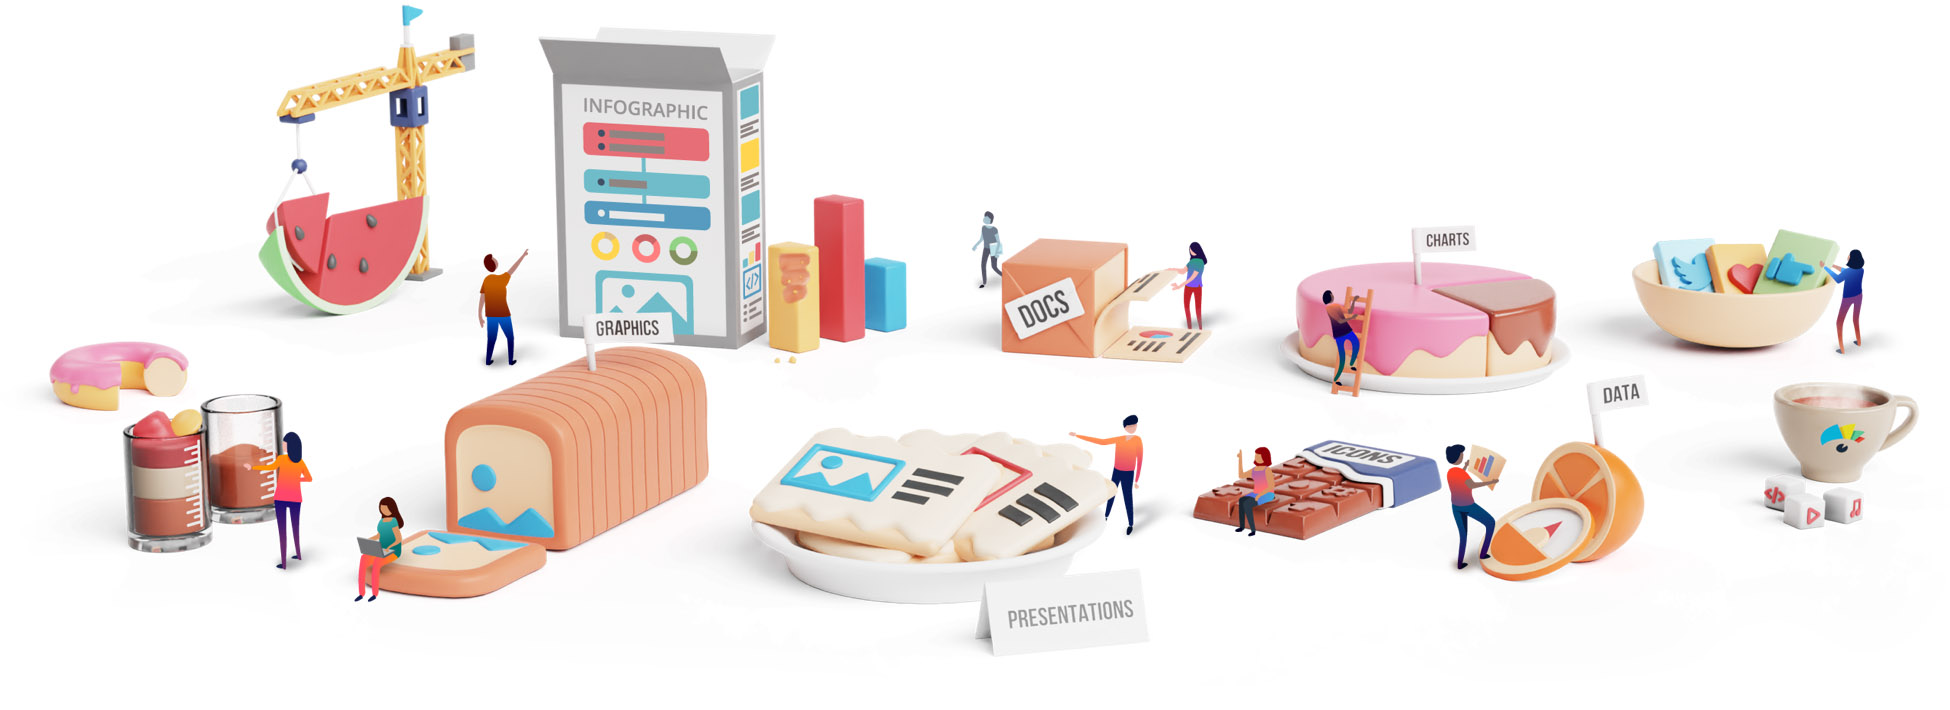 INFOGRAPHIC
GRAPHICS
DOCS
CHARTS
DATA
ICONS
PRESENTATIONS